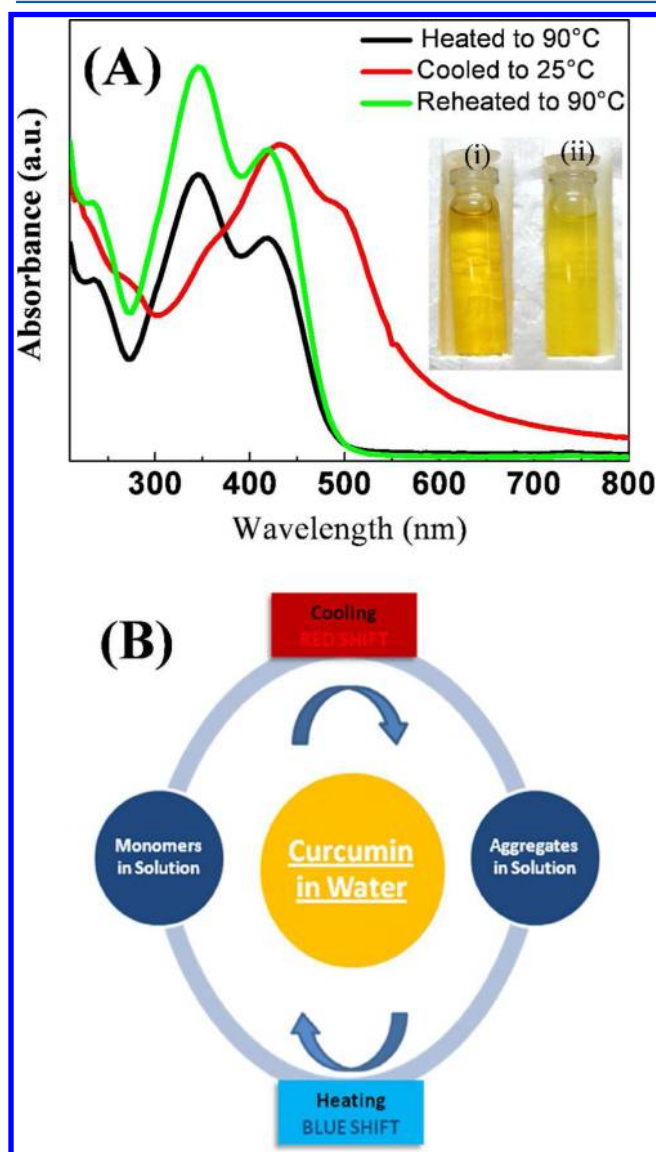 (A)
Heated to 90°C
Cooled to 25°C
Reheated to 90°C
(i)
(ii)
Absorbance (a.u.)
300
400
500
600
700
800
Wavelength (nm)
(B)
Cooling
RED SHIFT
Monomers
in Solution
Curcumin
in Water
Aggregates
in Solution
Heating
BLUE SHIFT